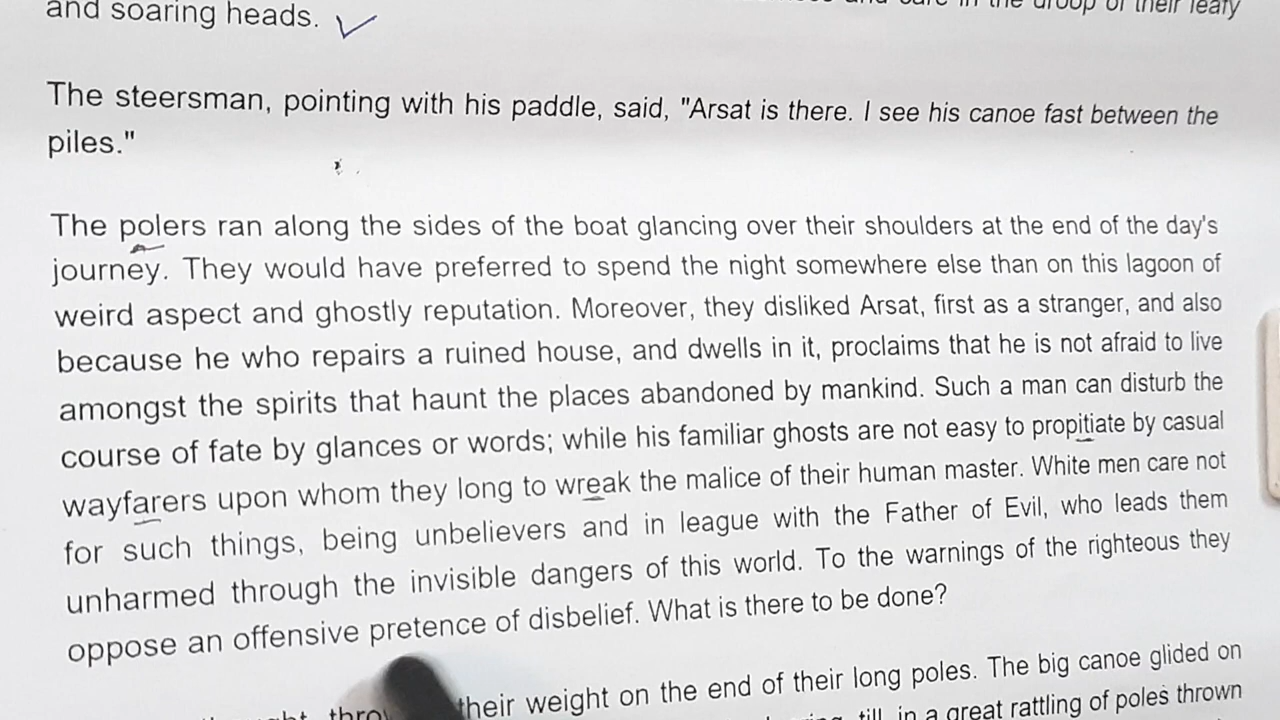 and soaring heads.
in the droop of their leafy
The steersman, pointing with his paddle, said, "Arsat is there. I see his canoe fast between the
piles."
The polers ran along the sides of the boat glancing over their shoulders at the end of the day's
journey. They would have preferred to spend the night somewhere else than on this lagoon of
weird aspect and ghostly reputation. Moreover, they disliked Arsat, first as a stranger, and also
because he who repairs a ruined house, and dwells in it, proclaims that he is not afraid to live
amongst the spirits that haunt the places abandoned by mankind. Such a man can disturb the
course of fate by glances or words; while his familiar ghosts are not easy to propitiate by casual
wayfarers upon whom they long to wreak the malice of their human master. White men care not
for such things, being unbelievers and in league with the Father of Evil, who leads them
unharmed through the invisible dangers of this world. To the warnings of the righteous they
oppose an offensive pretence of disbelief. What is there to be done?
their weight on the end of their long poles. The big canoe glided on
till, in a great rattling of poles thrown